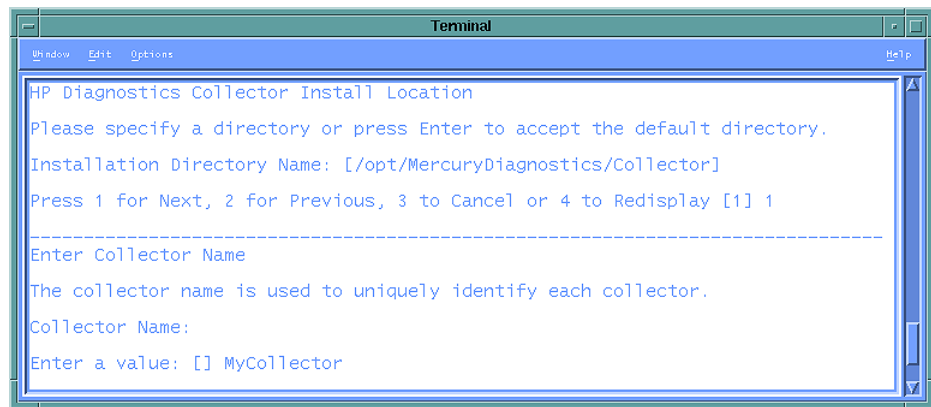 Terminal
Window Edit Options Help
HP Diagnostics Collector Install Location
Please specify a directory or press Enter to accept the default directory.
Installation Directory Name: [/opt/MercuryDiagnostics/Collector]
Press 1 for Next, 2 for Previous, 3 to Cancel or 4 to Redisplay [1] 1
Enter Collector Name
The collector name is used to uniquely identify each collector.
Collector Name:
Enter a value: [] MyCollector